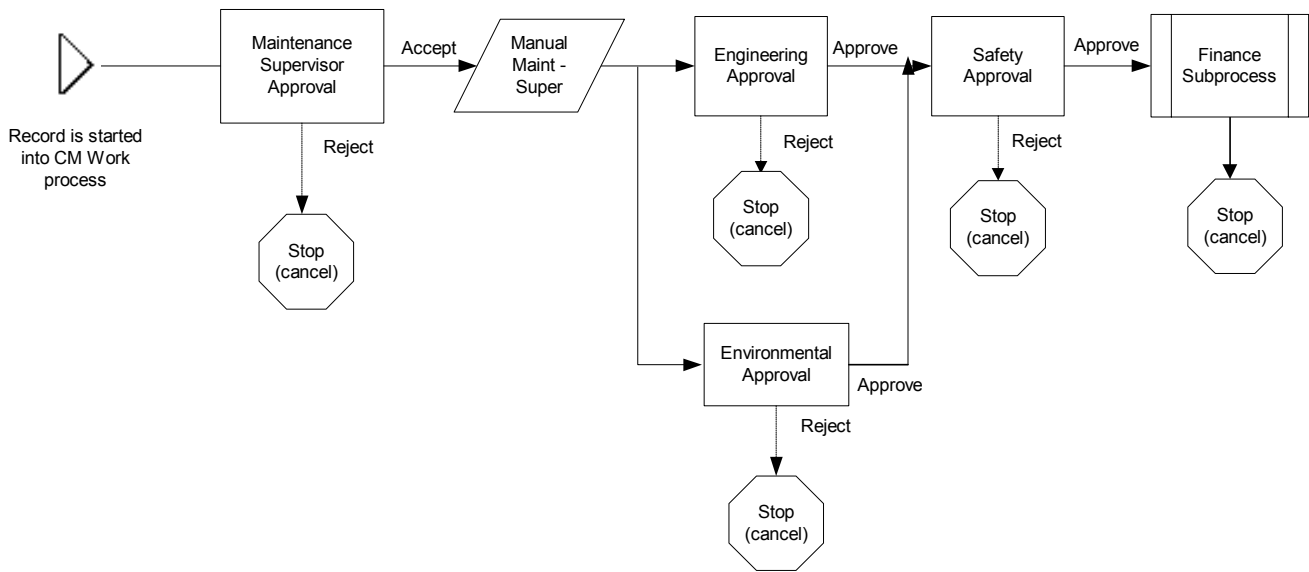 Record is started
into CM Work
process
Maintenance
Supervisor
Approval
Accept
Reject
Stop
(cancel)
Manual
Maint -
Super
Engineering
Approval
Approve
Reject
Stop
(cancel)
Environmental
Approval
Approve
Reject
Stop
(cancel)
Safety
Approval
Approve
Reject
Stop
(cancel)
Finance
Subprocess
Stop
(cancel)